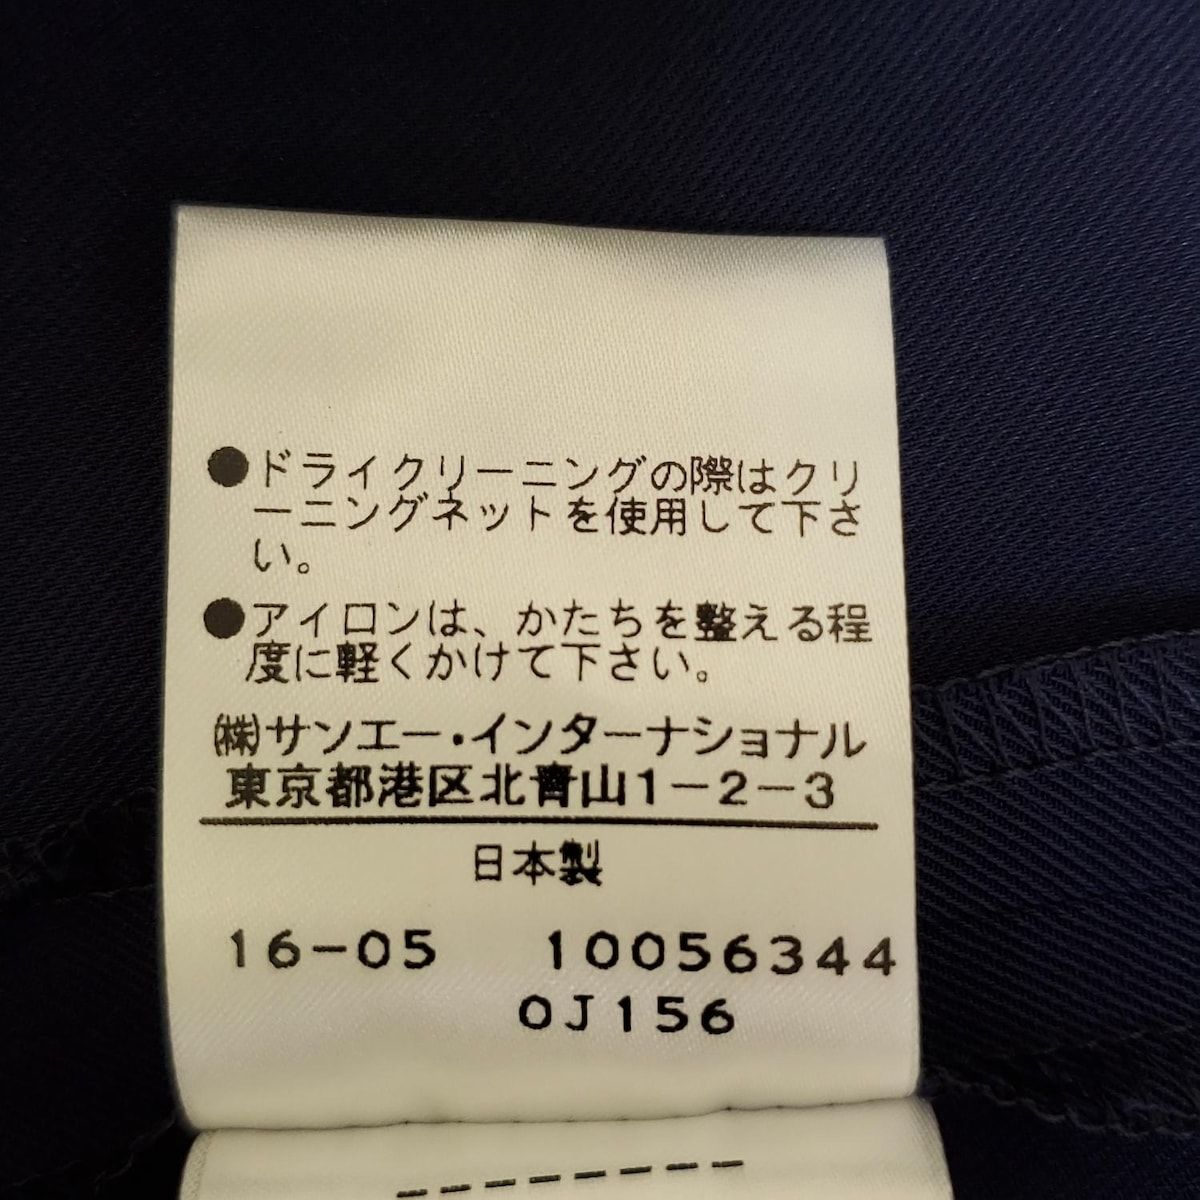 ●ドライクリーニングの際はクリ
ーニングネットを使用して下さ
い。
●アイロンは、かたちを整える程
度に軽くかけて下さい。
(株)サンエー・インターナショナル
東京都港区北青山1-2-3
日本製
16-05 10056344
0J156